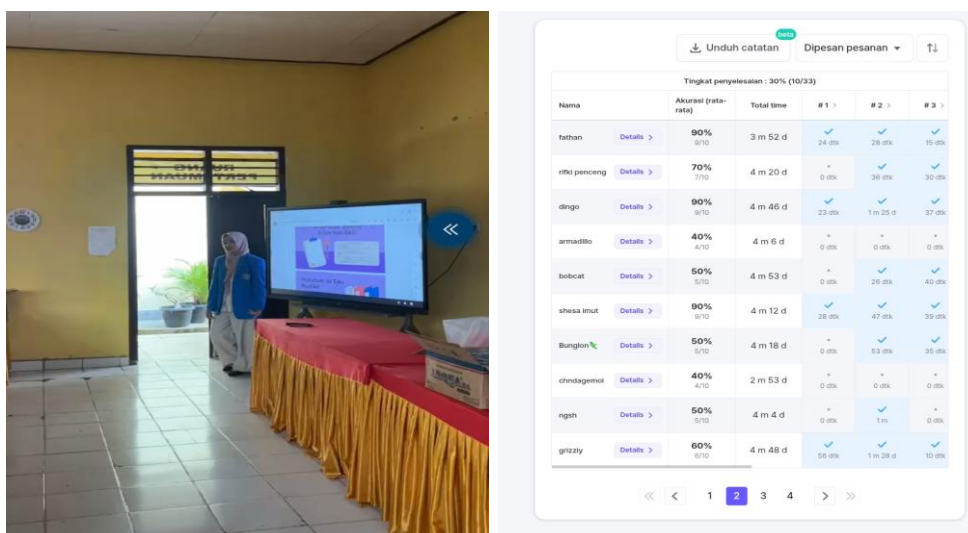 RUANG
PERTEMUAN
beta
Unduh catatan
Dipesan pesanan
Tingkat penyelesaian : 30% (10/33)
Nama Akurasi (rata-rata) Total time # 1 # 2 # 3
fathan Details 90% 9/10 3 m 52 d 24 dtk 28 dtk 15 dtk
rifki penceng Details 70% 7/10 4 m 20 d 0 dtk 36 dtk 30 dtk
dingo Details 90% 9/10 4 m 46 d 23 dtk 1 m 25 d 37 dtk
armadillo Details 40% 4/10 4 m 6 d 0 dtk 0 dtk 0 dtk
bobcat Details 50% 5/10 4 m 53 d 0 dtk 26 dtk 40 dtk
shesa imut Details 90% 9/10 4 m 12 d 28 dtk 47 dtk 39 dtk
Bunglon Details 50% 5/10 4 m 18 d 0 dtk 53 dtk 35 dtk
chndagemoi Details 40% 4/10 2 m 53 d 0 dtk 0 dtk 0 dtk
ngsh Details 50% 5/10 4 m 4 d 0 dtk 1 m 0 dtk
grizzly Details 60% 6/10 4 m 48 d 56 dtk 1 m 28 d 10 dtk
1 2 3 4